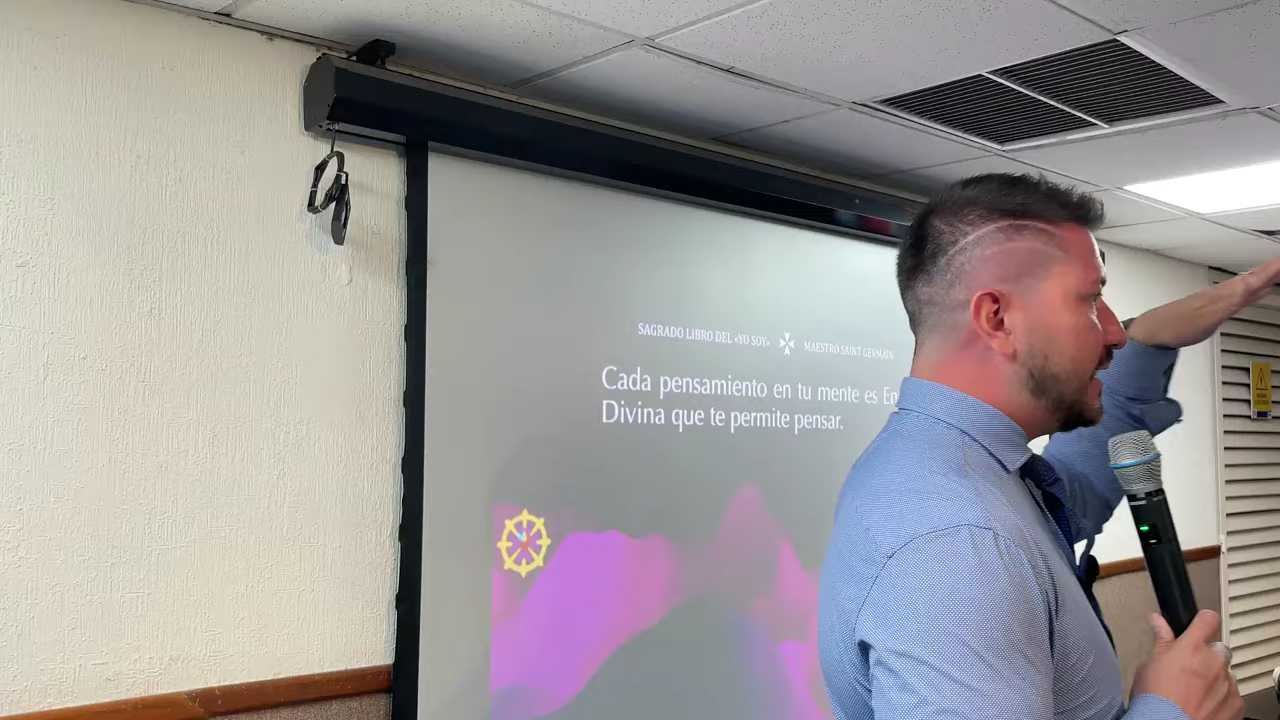 SAGRADO LIBRO DEL «YO SOY» MAESTRO SAINT GERMAIN
Cada pensamiento en tu mente es
Divina que te permite pensar.